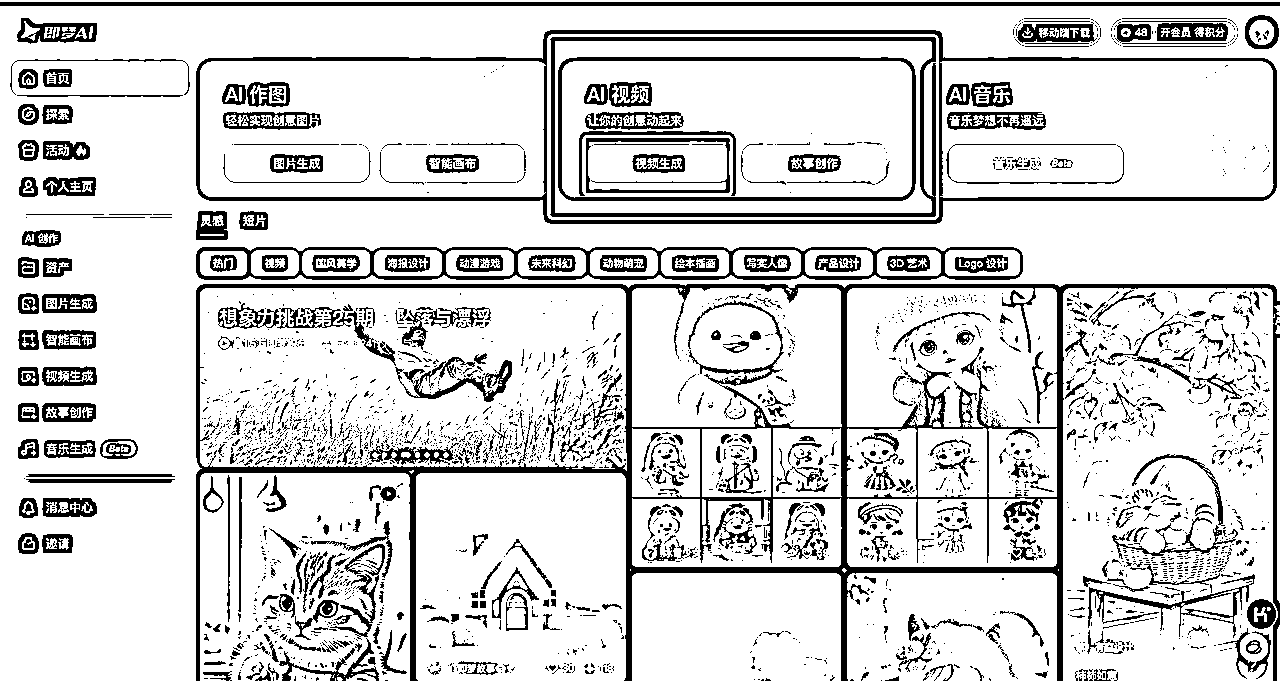 即梦AI
移动端下载
48 开会员 得积分
首页
探索
活动
个人主页
AI 创作
资产
图片生成
智能画布
视频生成
故事创作
音乐生成 Beta
消息中心
邀请
AI 作图
轻松实现创意图片
图片生成
智能画布
AI 视频
让你的创意动起来
视频生成
故事创作
AI 音乐
音乐梦想不再遥远
音乐生成 Beta
灵感
短片
热门
视频
国风美学
海报设计
动漫游戏
未来科幻
动物萌宠
绘本插画
写实人像
产品设计
3D 艺术
Logo 设计
想象力挑战第25期
坠落与漂浮